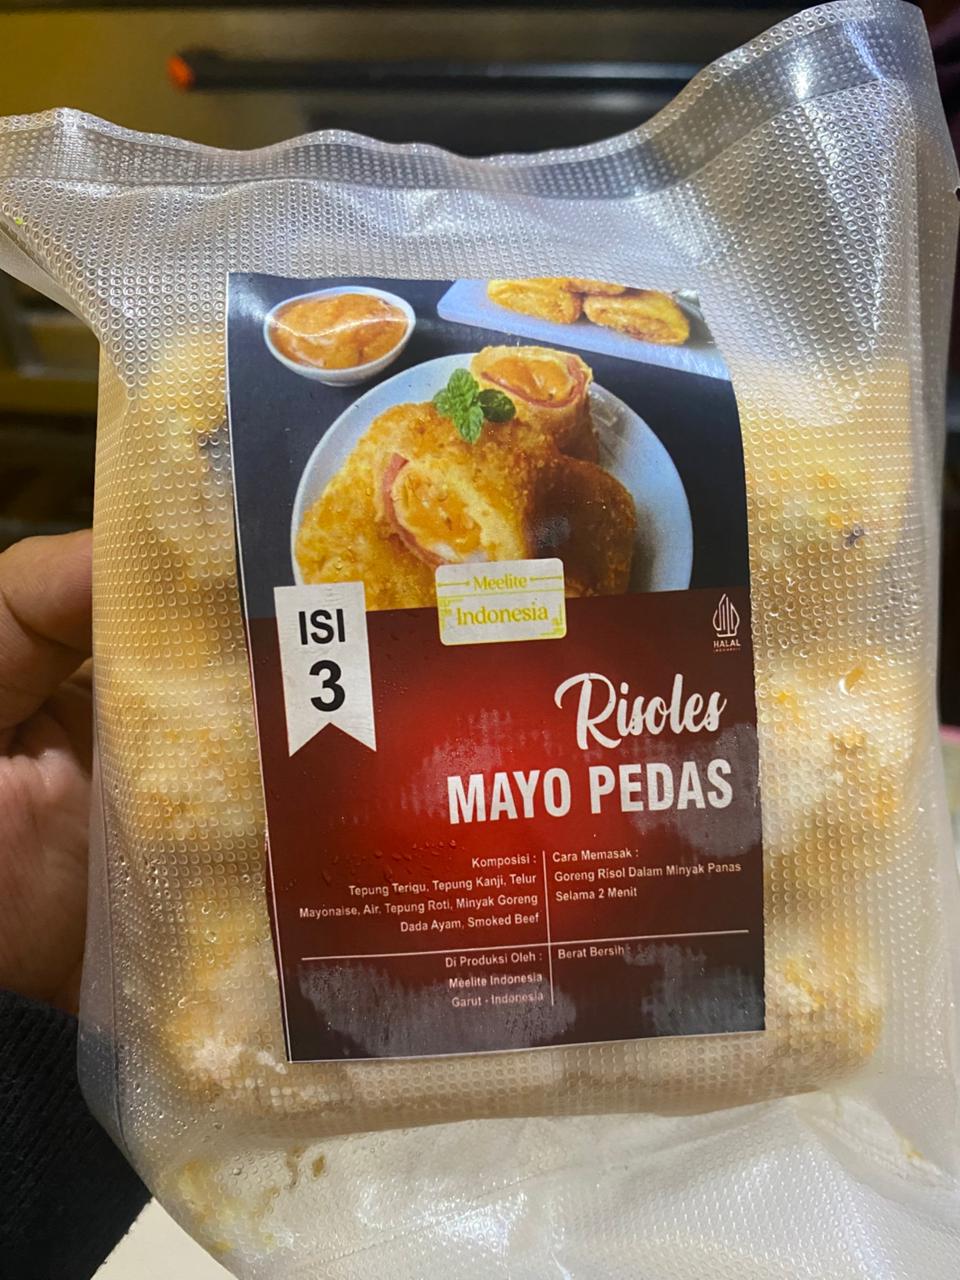 Meelite
Indonesia
ISI
3
HALAL
INDONESIA
Risoles
MAYO PEDAS
Komposisi :
Tepung Terigu, Tepung Kanji, Telur
Mayonaise, Air, Tepung Roti, Minyak Goreng
Dada Ayam, Smoked Beef
Cara Memasak :
Goreng Risol Dalam Minyak Panas
Selama 2 Menit
Di Produksi Oleh :
Meelite Indonesia
Garut - Indonesia
Berat Bersih :